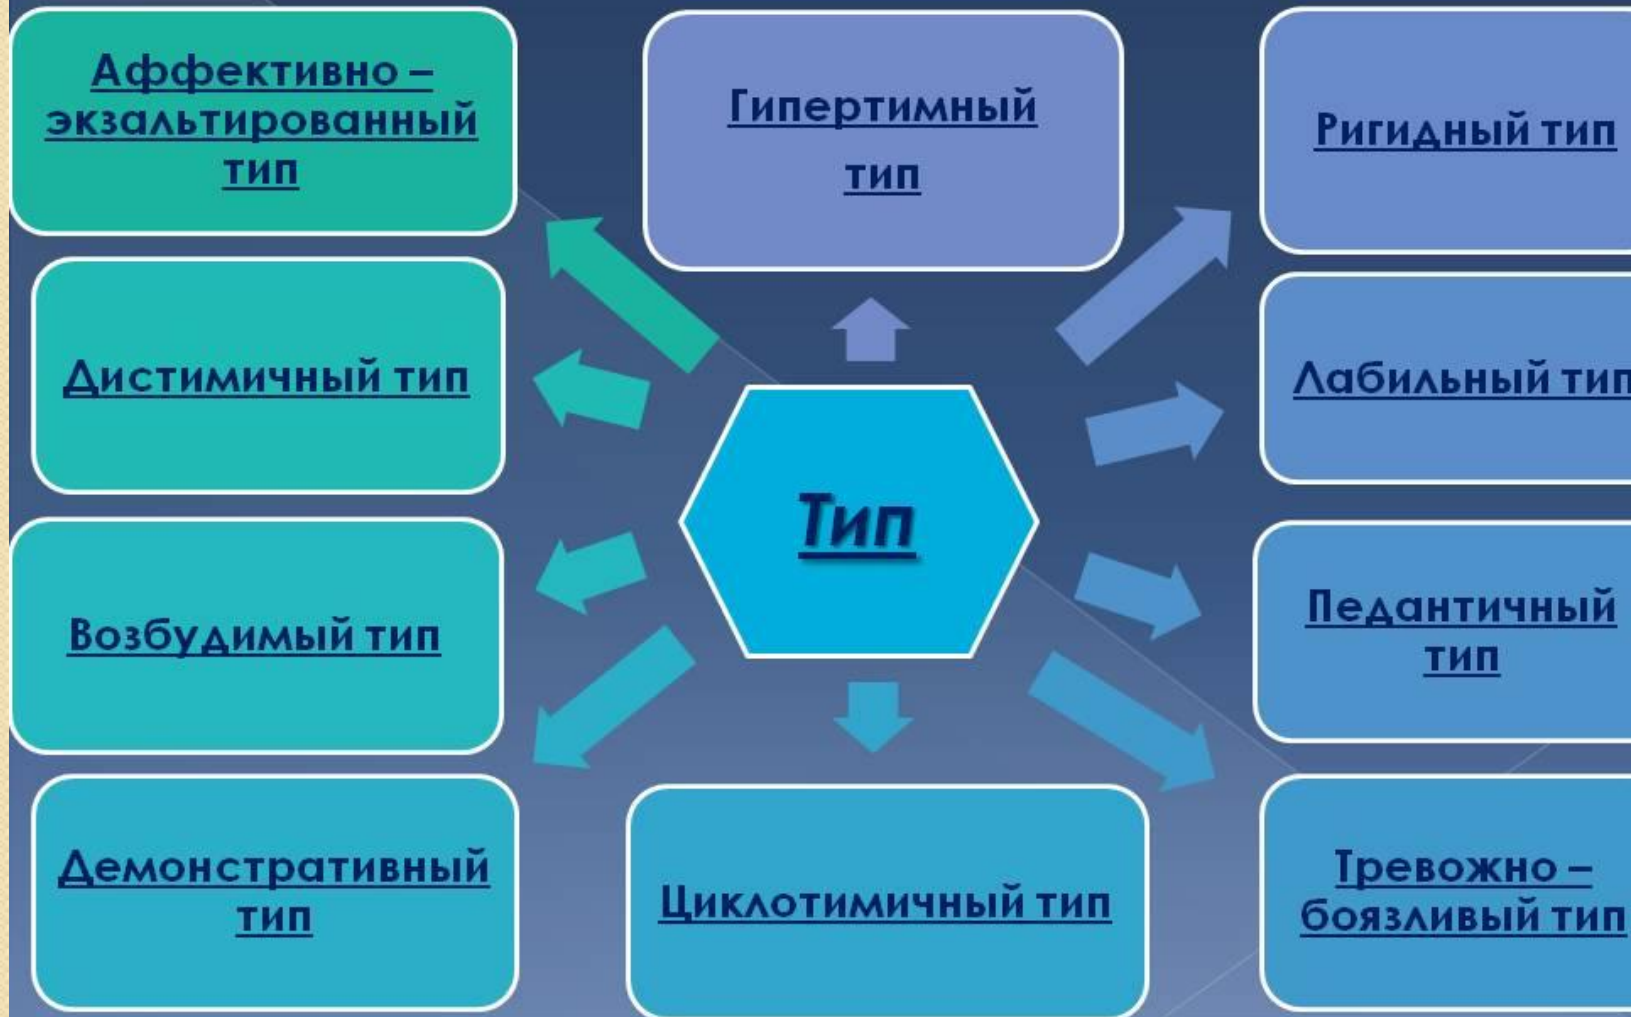 Аффективно –
экзальтированный
тип
Гипертимный
тип
Ригидный тип
Дистимичный тип
Лабильный тип
Тип
Возбудимый тип
Педантичный
тип
Демонстративный
тип
Циклотимичный тип
Тревожно –
боязливый тип